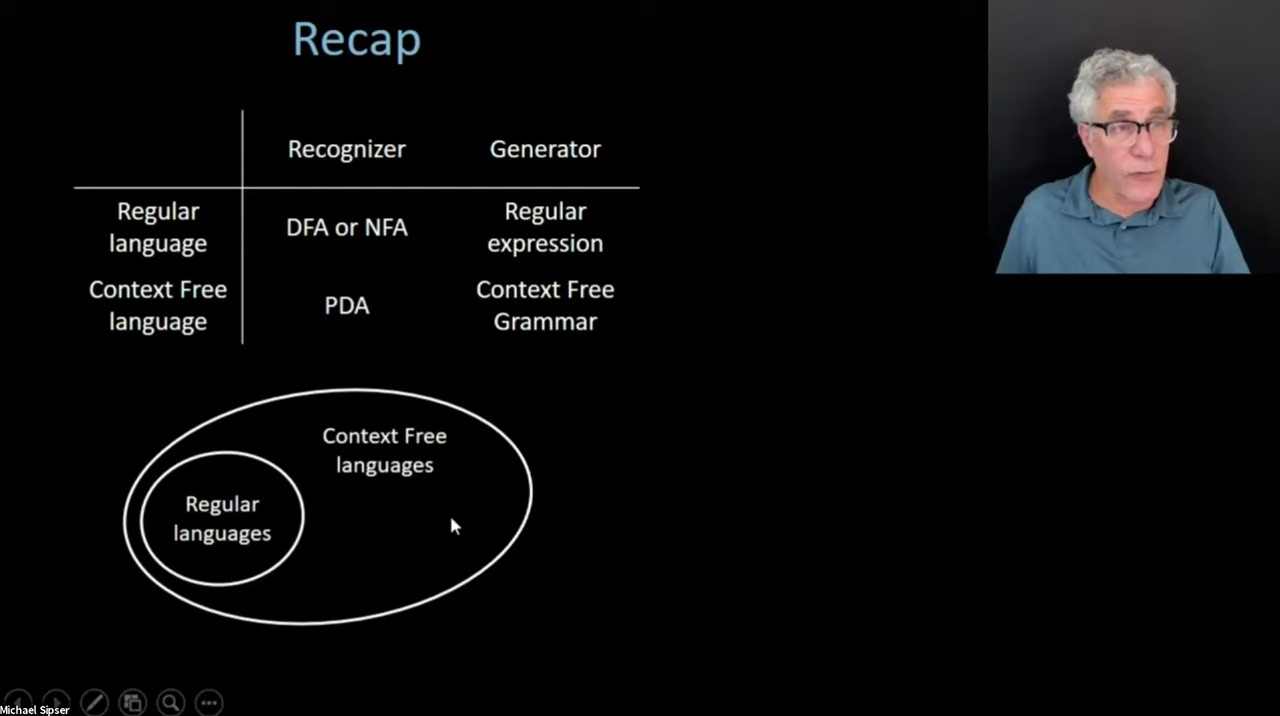 Recap
Recognizer Generator
Regular
language
DFA or NFA
Regular
expression
Context Free
language
PDA
Context Free
Grammar
Context Free
languages
Regular
languages
Michael Sipser